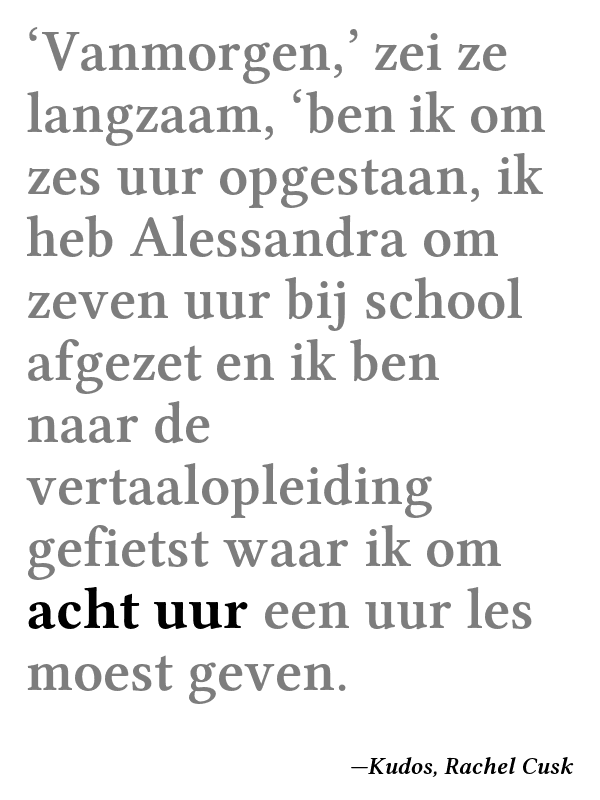 ‘Vanmorgen,’ zei ze
langzaam, ‘ben ik om
zes uur opgestaan, ik
heb Alessandra om
zeven uur bij school
afgezet en ik ben
naar de
vertaalopleiding
gefietst waar ik om
acht uur een uur les
moest geven.
—Kudos, Rachel Cusk